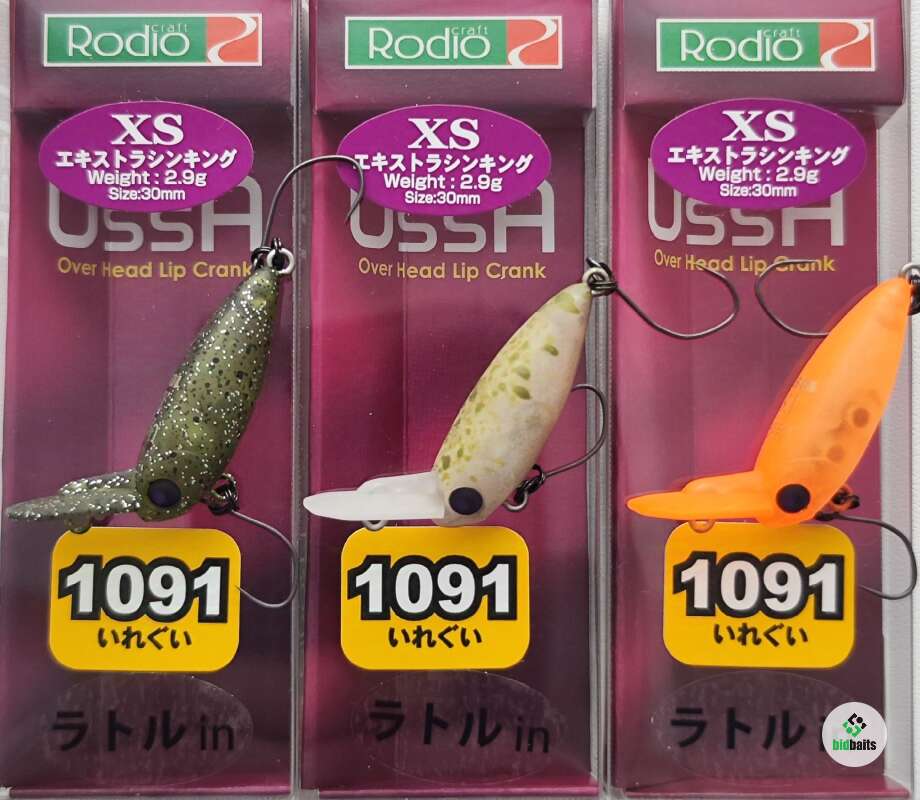 Rodio craft
XS
エキストラシンキング
Weight : 2.9g
Size:30mm
UssA
Over Head Lip Crank
1091
いれぐい
ラトル in
Rodio craft
XS
エキストラシンキング
Weight : 2.9g
Size:30mm
UssA
Over Head Lip Crank
1091
いれぐい
ラトル in
Rodio craft
XS
エキストラシンキング
Weight : 2.9g
Size:30mm
UssA
Over Head Lip Crank
1091
いれぐい
ラトル
bidbaits